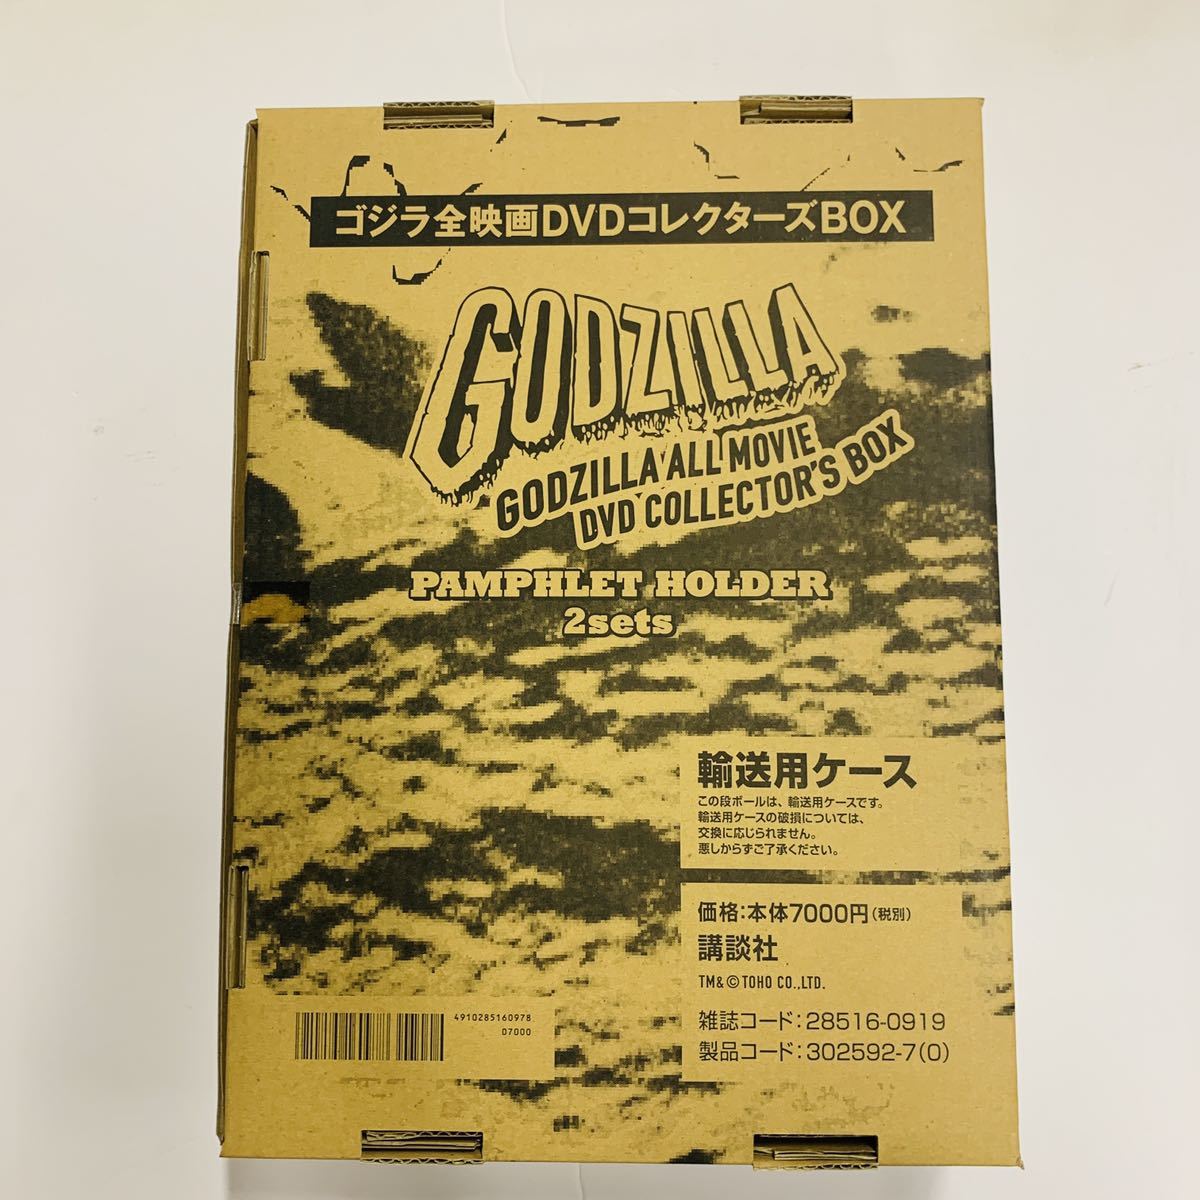 ゴジラ全映画DVDコレクターズBOX
GODZILLA
GODZILLA ALL MOVIE
DVD COLLECTOR'S BOX
PAMPHLET HOLDER
2sets
輸送用ケース
この段ボールは、輸送用ケースです。
輸送用ケースの破損については、
交換に応じられません。
悪しからずご了承ください。
価格:本体7000円(税別)
講談社
TM&©TOHO CO.,LTD.
雑誌コード:28516-0919
製品コード:302592-7(0)
4910285160978
07000